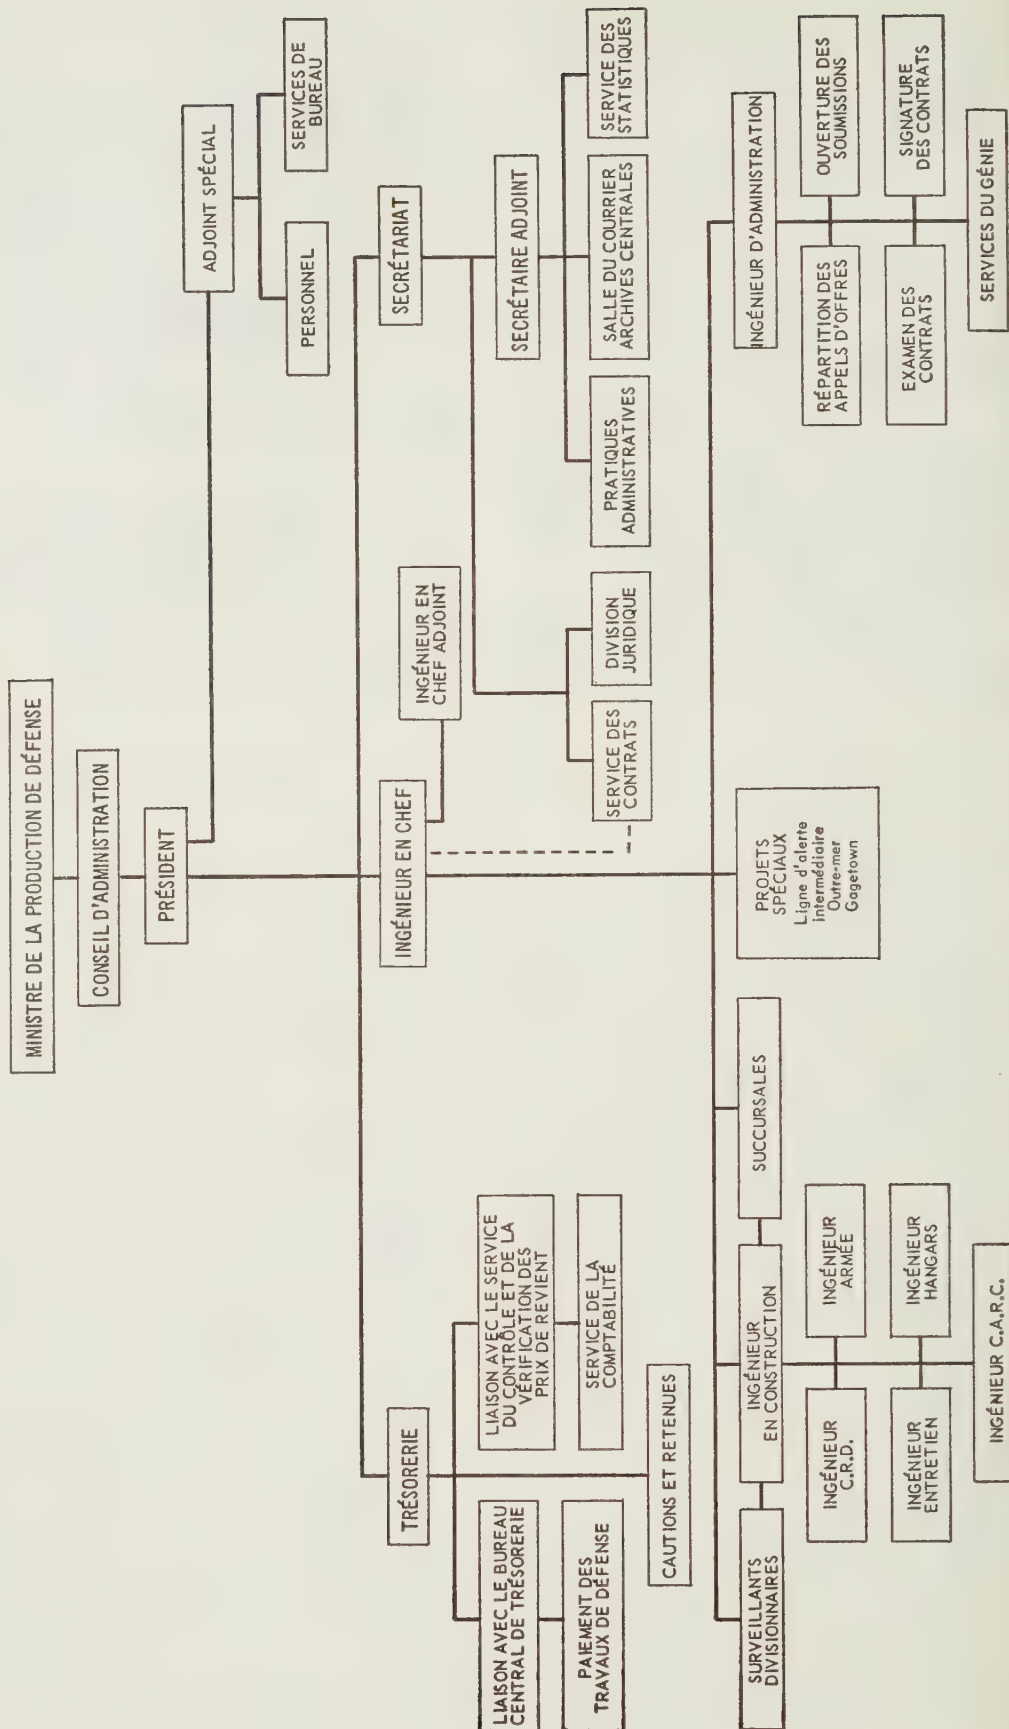 MINISTRE DE LA PRODUCTION DE DÉFENSE
CONSEIL D'ADMINISTRATION
PRÉSIDENT
ADJOINT SPÉCIAL
PERSONNEL
SERVICES DE
BUREAU
TRÉSORERIE
INGÉNIEUR EN CHEF
SECRÉTARIAT
INGÉNIEUR EN
CHEF ADJOINT
SECRÉTAIRE ADJOINT
LIAISON AVEC LE BUREAU
CENTRAL DE TRÉSORERIE
LIAISON AVEC LE SERVICE
DU CONTRÔLE ET DE LA
VÉRIFICATION DES
PRIX DE REVIENT
PAIEMENT DES
TRAVAUX DE DÉFENSE
SERVICE DE LA
COMPTABILITÉ
CAUTIONS ET RETENUES
SERVICE DES
CONTRATS
DIVISION
JURIDIQUE
PRATIQUES
ADMINISTRATIVES
SALLE DU COURRIER
ARCHIVES CENTRALES
SERVICE DES
STATISTIQUES
SURVEILLANTS
DIVISIONNAIRES
INGÉNIEUR
EN CONSTRUCTION
SUCCURSALES
PROJETS
SPÉCIAUX
Ligne d'alerte
intermédiaire
Outre-mer
Gagetown
INGÉNIEUR D'ADMINISTRATION
INGÉNIEUR
C.R.D.
INGÉNIEUR
ARMÉE
RÉPARTITION DES
APPELS D'OFFRES
OUVERTURE DES
SOUMISSIONS
INGÉNIEUR
ENTRETIEN
INGÉNIEUR
HANGARS
EXAMEN DES
CONTRATS
SIGNATURE
DES CONTRATS
INGÉNIEUR C.A.R.C.
SERVICES DU GÉNIE